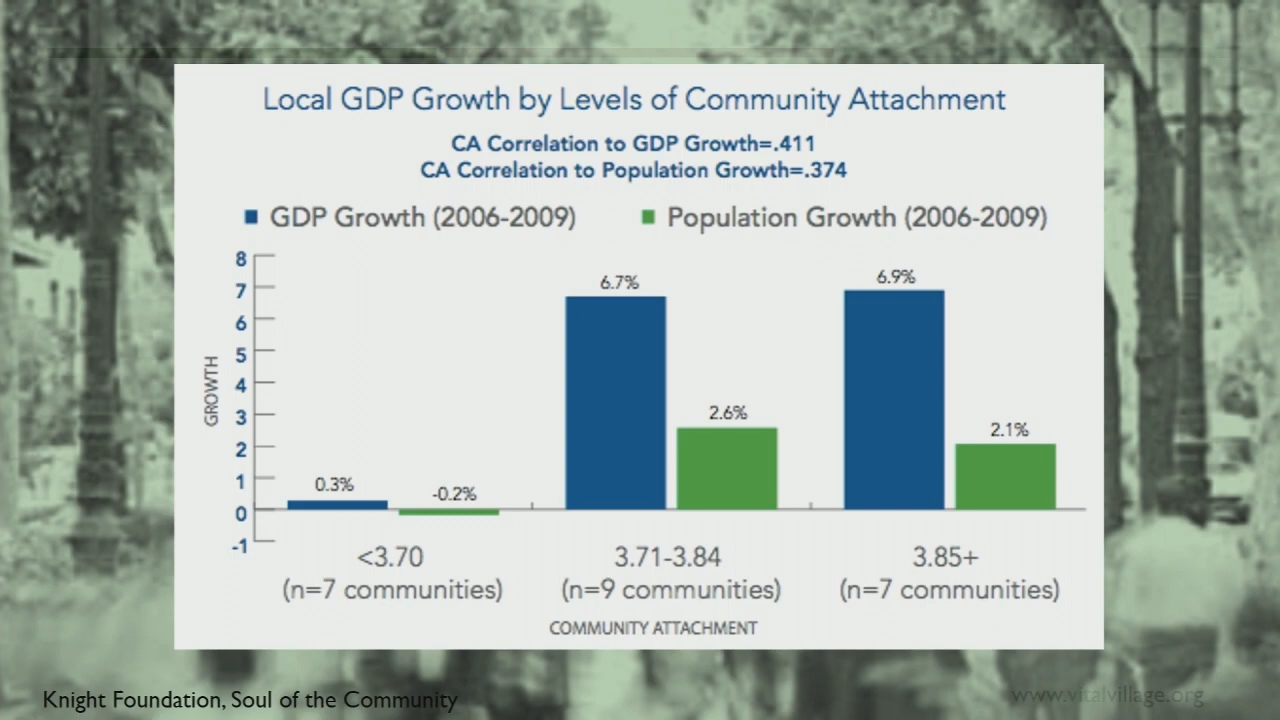 Local GDP Growth by Levels of Community Attachment
CA Correlation to GDP Growth=.411
CA Correlation to Population Growth=.374
GDP Growth (2006-2009) Population Growth (2006-2009)
8
7
6
5
4
3
2
1
0
-1
GROWTH
0.3%
-0.2%
6.7%
2.6%
6.9%
2.1%
<3.70
(n=7 communities)
3.71-3.84
(n=9 communities)
3.85+
(n=7 communities)
COMMUNITY ATTACHMENT
Knight Foundation, Soul of the Community
www.vitalvillage.org